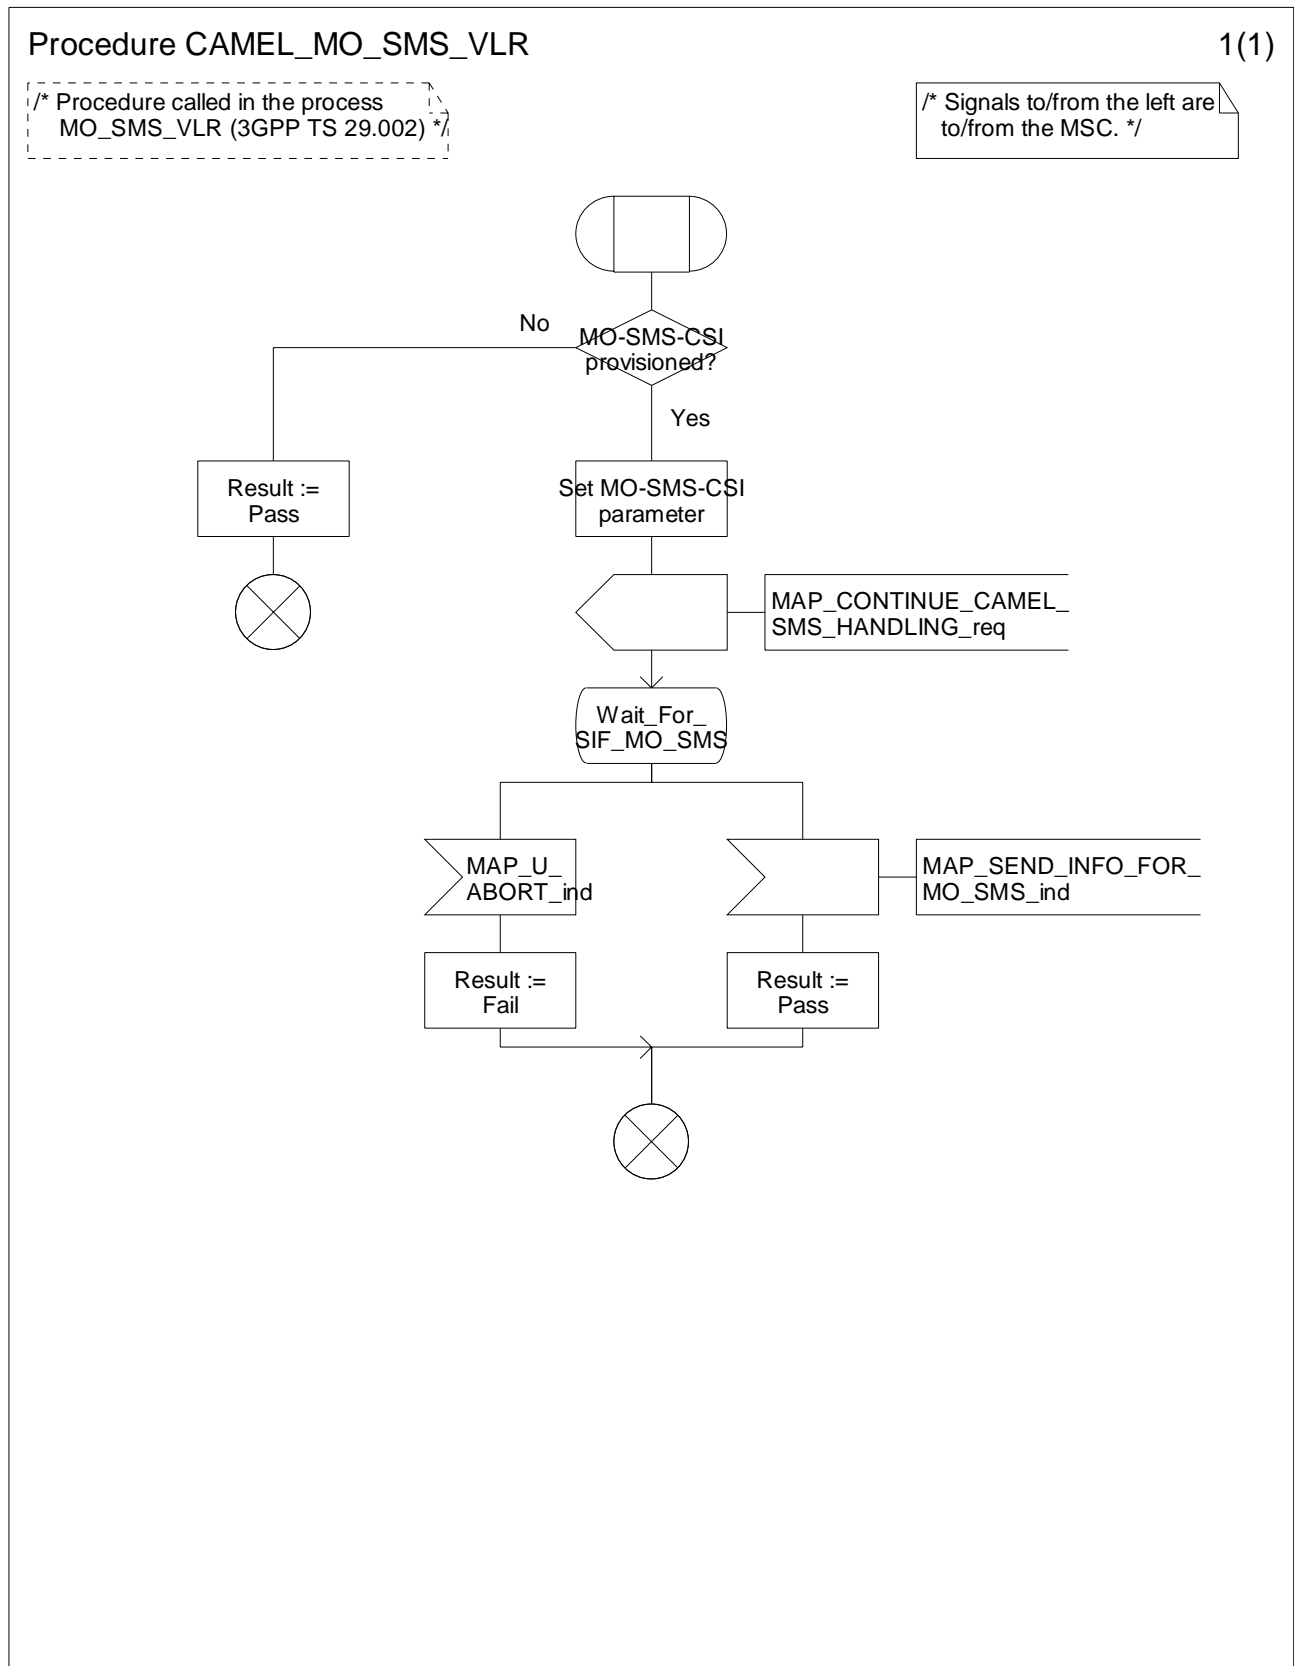 Procedure CAMEL_MO_SMS_VLR
1(1)
/* Procedure called in the process
MO_SMS_VLR (3GPP TS 29.002) */
/* Signals to/from the left are
to/from the MSC. */
No
MO-SMS-CSI
provisioned?
Yes
Result :=
Pass
Set MO-SMS-CSI
parameter
MAP_CONTINUE_CAMEL_
SMS_HANDLING_req
Wait_For_
SIF_MO_SMS
MAP_U_
ABORT_ind
MAP_SEND_INFO_FOR_
MO_SMS_ind
Result :=
Fail
Result :=
Pass